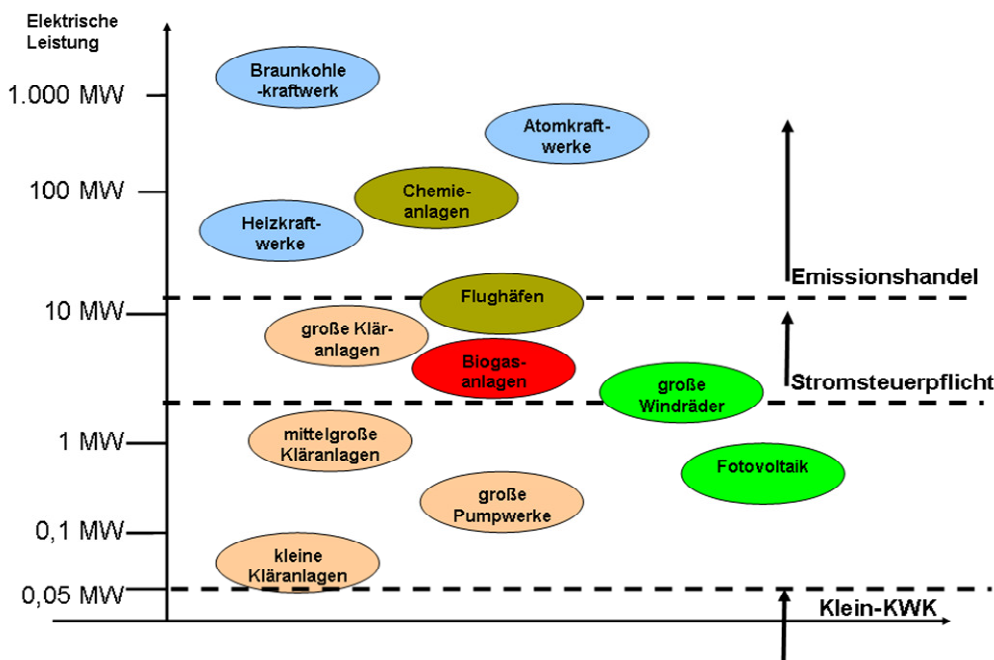 Elektrische
Leistung
Braunkohle
-kraftwerk
1.000 MW
Atomkraft-
werke
100 MW
Chemie-
anlagen
Heizkraft-
werke
Emissionshandel
Flughäfen
10 MW
große Klär-
anlagen
Biogas-
anlagen
Stromsteuerpflicht
große
Windräder
mittelgroße
Kläranlagen
1 MW
Fotovoltaik
große
Pumpwerke
0,1 MW
kleine
Kläranlagen
0,05 MW
Klein-KWK